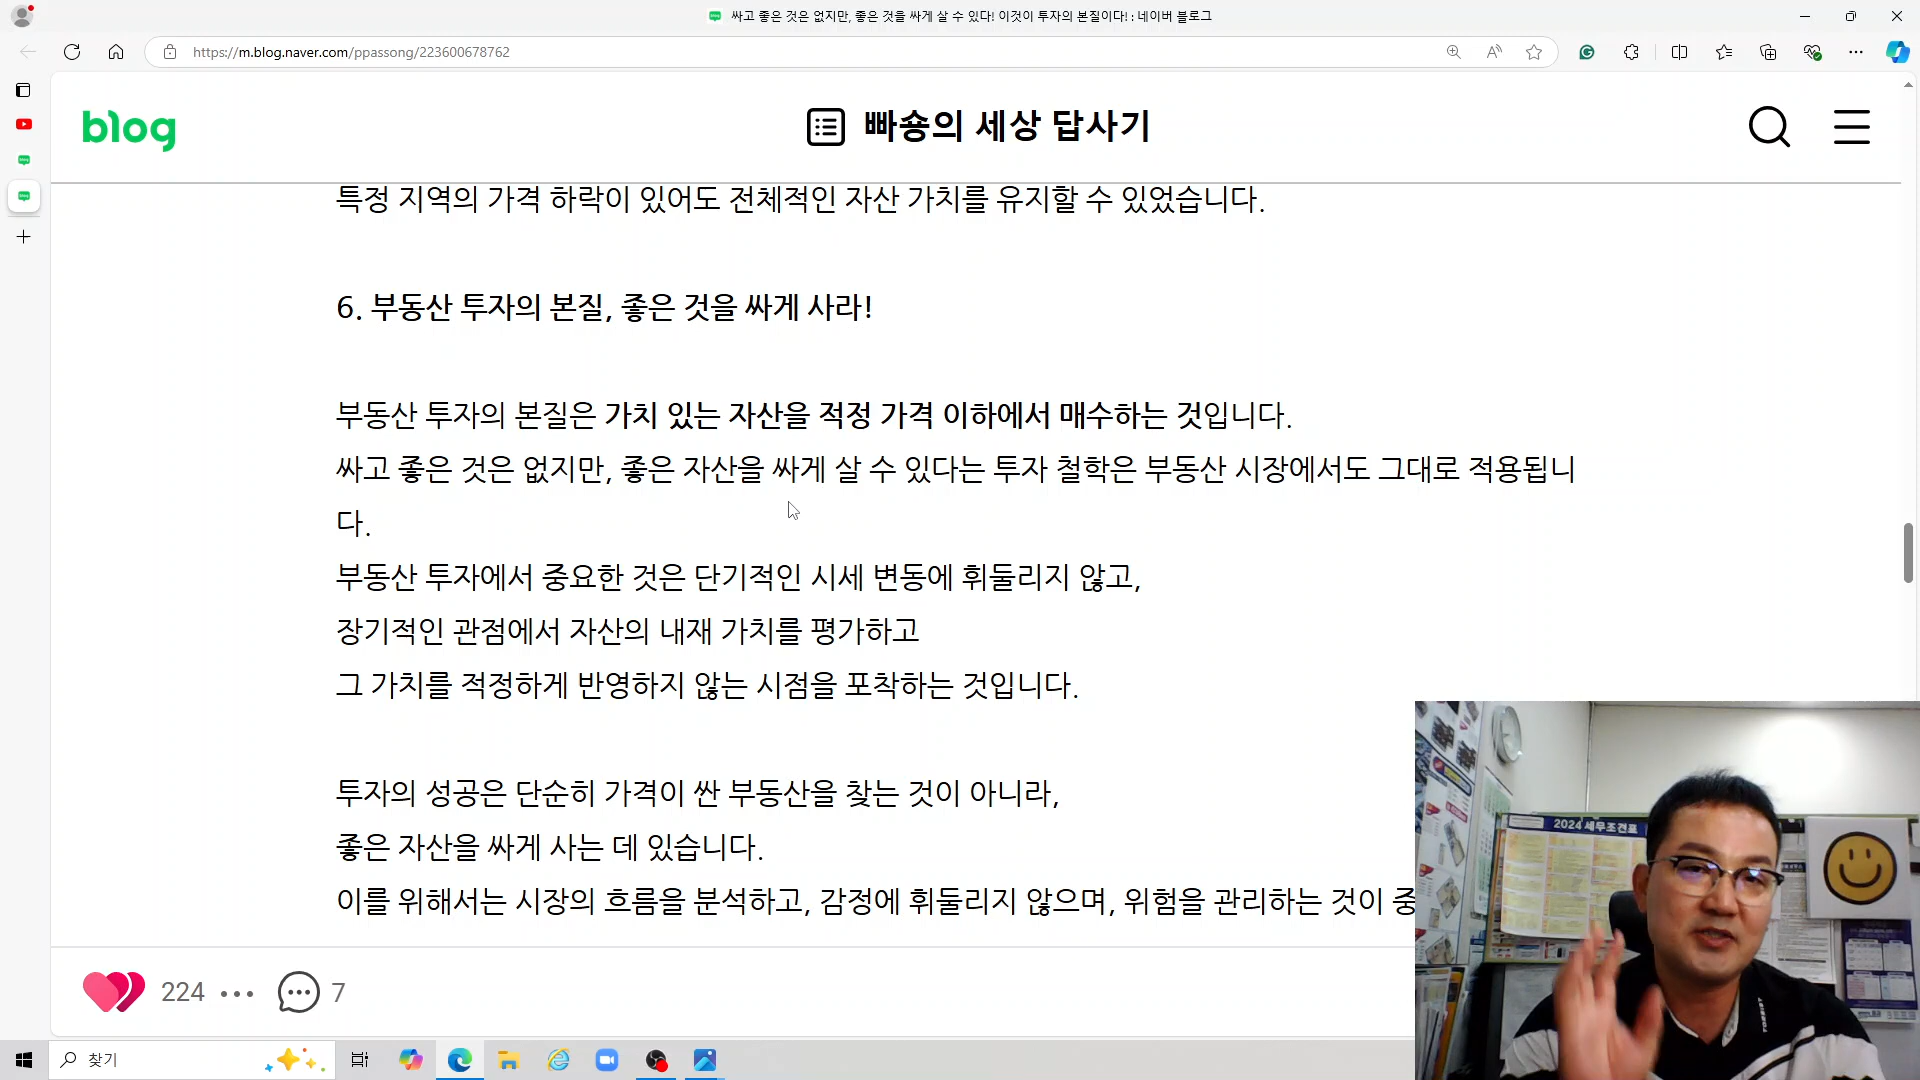 싸고 좋은 것은 없지만, 좋은 것을 싸게 살 수 있다! 이것이 투자의 본질이다! : 네이버 블로그
https://m.blog.naver.com/ppassong/223600678762
blog
빠숑의 세상 답사기
특정 지역의 가격 하락이 있어도 전체적인 자산 가치를 유지할 수 있었습니다.
6. 부동산 투자의 본질, 좋은 것을 싸게 사라!
부동산 투자의 본질은 가치 있는 자산을 적정 가격 이하에서 매수하는 것입니다.
싸고 좋은 것은 없지만, 좋은 자산을 싸게 살 수 있다는 투자 철학은 부동산 시장에서도 그대로 적용됩니
다.
부동산 투자에서 중요한 것은 단기적인 시세 변동에 휘둘리지 않고,
장기적인 관점에서 자산의 내재 가치를 평가하고
그 가치를 적정하게 반영하지 않는 시점을 포착하는 것입니다.
투자의 성공은 단순히 가격이 싼 부동산을 찾는 것이 아니라,
좋은 자산을 싸게 사는 데 있습니다.
이를 위해서는 시장의 흐름을 분석하고, 감정에 휘둘리지 않으며, 위험을 관리하는 것이 중
2024 세무조견표
224
7
찾기